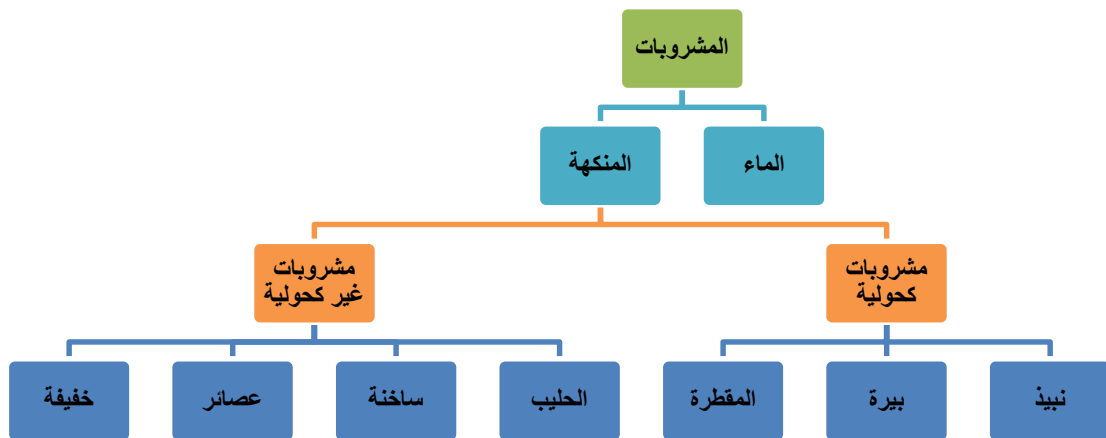 المشروبات
الماء
المنكهة
مشروبات
كحولية
مشروبات
غير كحولية
نبيذ
بيرة
المقطرة
الحليب
ساخنة
عصائر
خفيفة